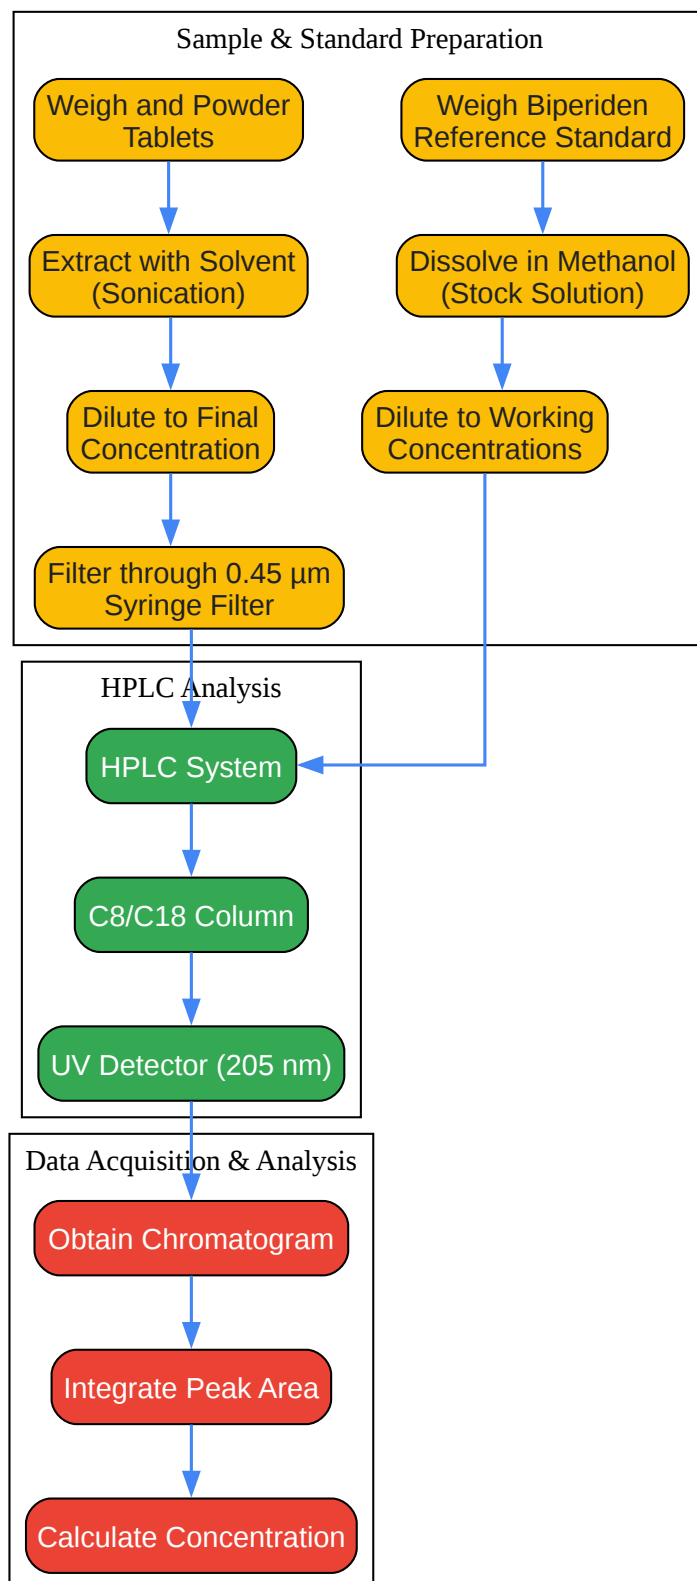 Sample & Standard Preparation
Weigh and Powder
Tablets
Weigh Biperiden
Reference Standard
Extract with Solvent
(Sonication)
Dissolve in Methanol
(Stock Solution)
Dilute to Final
Concentration
Dilute to Working
Concentrations
Filter through 0.45 µm
Syringe Filter
HPLC Analysis
HPLC System
C8/C18 Column
UV Detector (205 nm)
Data Acquisition & Analysis
Obtain Chromatogram
Integrate Peak Area
Calculate Concentration